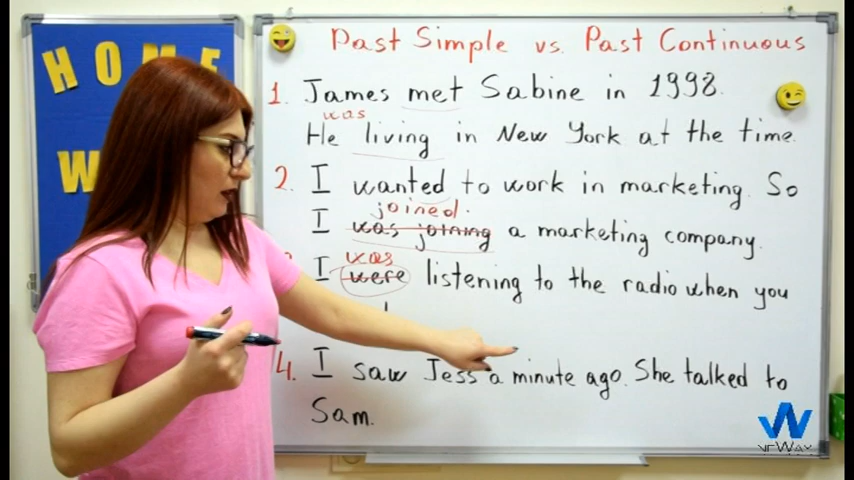 HOME
W
Past Simple vs. Past Continuous
1. James met Sabine in 1998.
was
He living in New York at the time.
2. I wanted to work in marketing. So
joined.
I was joining a marketing company.
was
I were listening to the radio when you
4. I saw Jess a minute ago. She talked to
Sam.
NEWAY